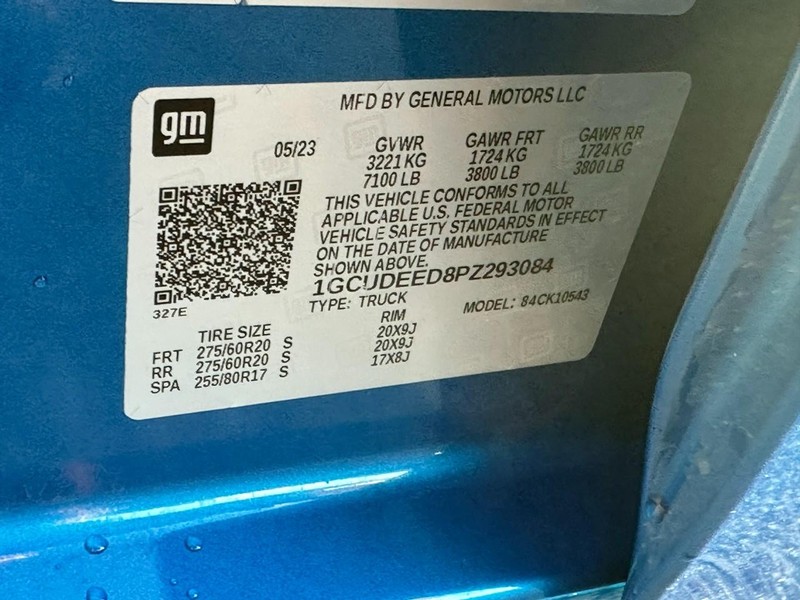 gm
MFD BY GENERAL MOTORS LLC
05/23 GVWR GAWR FRT GAWR RR
3221 KG 1724 KG 1724 KG
7100 LB 3800 LB 3800 LB
THIS VEHICLE CONFORMS TO ALL
APPLICABLE U.S. FEDERAL MOTOR
VEHICLE SAFETY STANDARDS IN EFFECT
ON THE DATE OF MANUFACTURE
SHOWN ABOVE.
1GCUDEED8PZ293084
327E
TYPE: TRUCK MODEL: 84CK10543
TIRE SIZE RIM
FRT 275/60R20 S 20X9J
RR 275/60R20 S 20X9J
SPA 255/80R17 S 17X8J